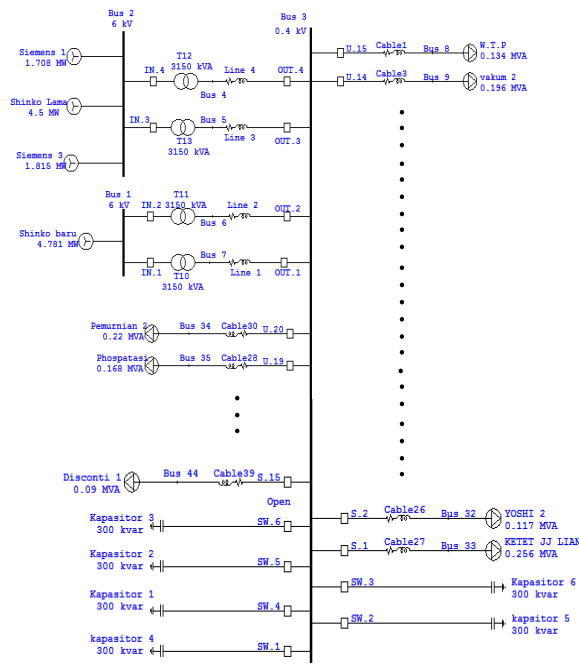 Bus 2
6 kV
Bus 3
0.4 kV
Siemens 1
1.708 MW
T12
3150 kVA
IN.4
Line 4
OUT.4
Bus 4
U.15
Cable1
Bus 8
W.T.P
0.134 MVA
U.14
Cable3
Bus 9
vakum 2
0.196 MVA
Shinko Lama
4.5 MW
IN.3
Bus 5
Line 3
OUT.3
T13
3150 kVA
Siemens 3
1.815 MW
Bus 1
6 kV
T11
IN.2
3150 kVA
Line 2
OUT.2
Bus 6
Shinko baru
4.781 MW
Bus 7
IN.1
T10
3150 kVA
Line 1
OUT.1
Pemurnian 2
0.22 MVA
Bus 34
Cable30
U.20
Phospatasi
0.168 MVA
Bus 35
Cable28
U.19
Disconti 1
0.09 MVA
Bus 44
Cable39
S.15
Open
Kapasitor 3
300 kvar
SW.6
Kapasitor 2
300 kvar
SW.5
Kapasitor 1
300 kvar
SW.4
kapasitor 4
300 kvar
SW.1
S.2
Cable26
Bus 32
YOSHI 2
0.117 MVA
S.1
Cable27
Bus 33
KETET JJ LIAN
0.256 MVA
SW.3
Kapasitor 6
300 kvar
SW.2
kapsitor 5
300 kvar